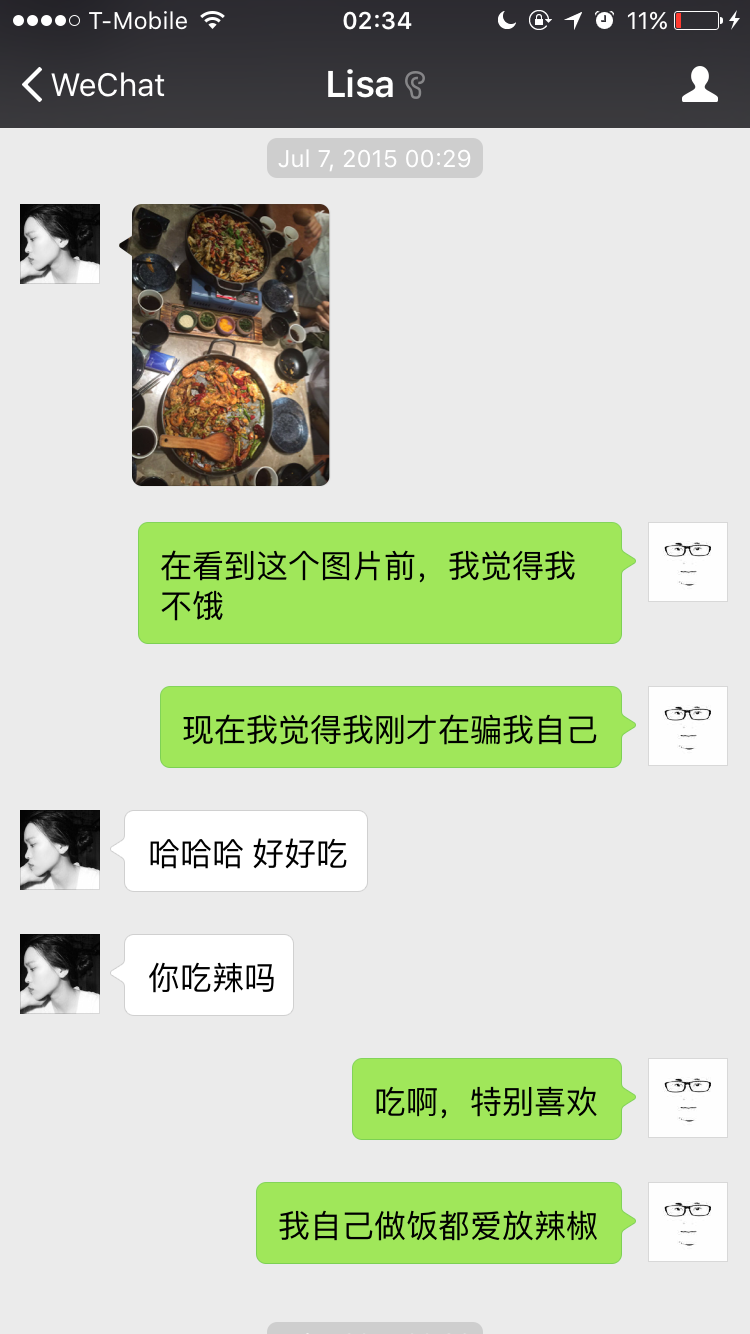 T-Mobile 02:34 11%
WeChat Lisa
Jul 7, 2015 00:29
在看到这个图片前，我觉得我
不饿
现在我觉得我刚才在骗我自己
哈哈哈 好好吃
你吃辣吗
吃啊，特别喜欢
我自己做饭都爱放辣椒